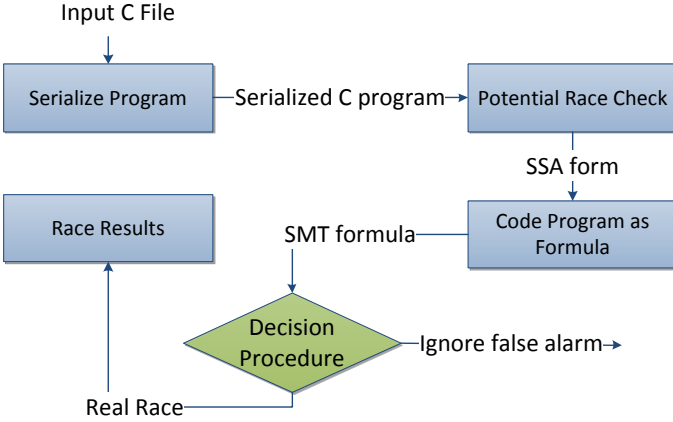 Input C File
Serialize Program
Serialized C program
Potential Race Check
SSA form
Race Results
SMT formula
Code Program as
Formula
Decision
Procedure
Ignore false alarm
Real Race